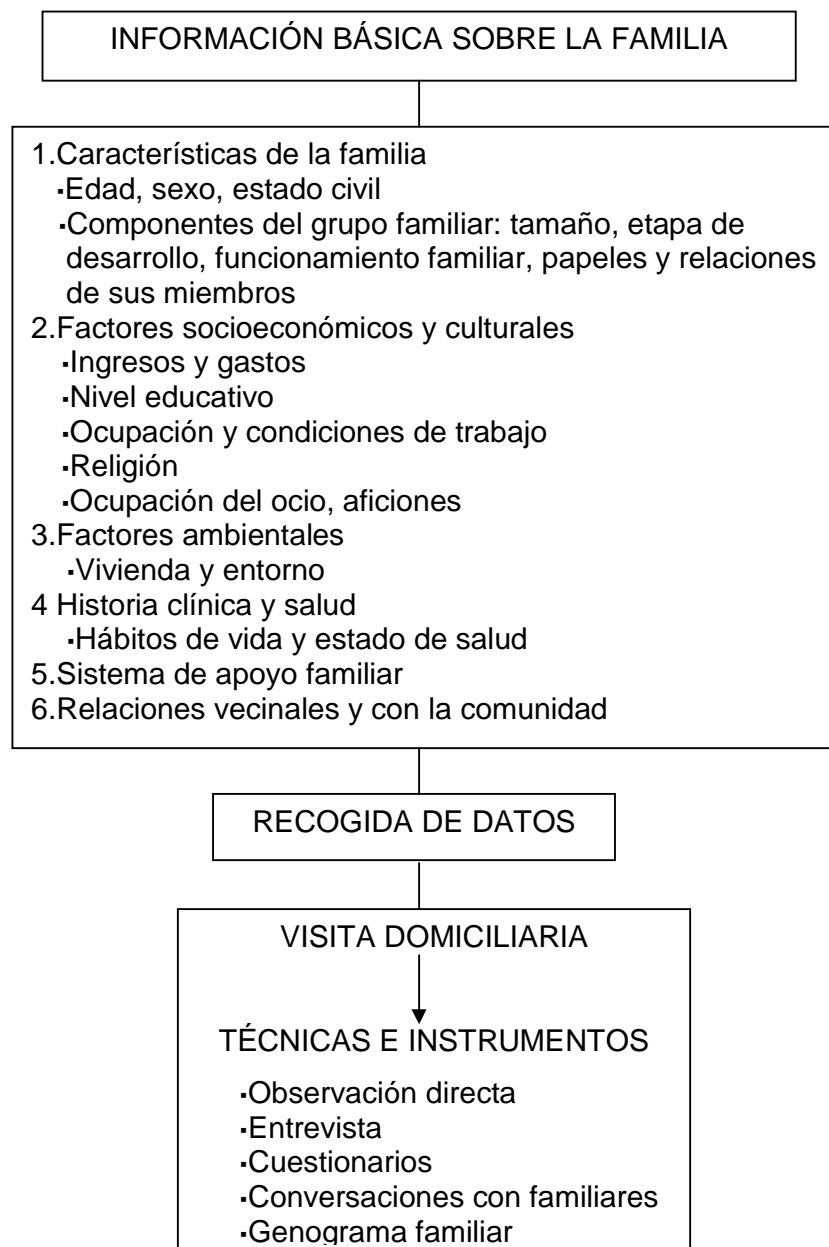 INFORMACIÓN BÁSICA SOBRE LA FAMILIA
1.Características de la familia
▪Edad, sexo, estado civil
▪Componentes del grupo familiar: tamaño, etapa de
desarrollo, funcionamiento familiar, papeles y relaciones
de sus miembros
2.Factores socioeconómicos y culturales
▪Ingresos y gastos
▪Nivel educativo
▪Ocupación y condiciones de trabajo
▪Religión
▪Ocupación del ocio, aficiones
3.Factores ambientales
▪Vivienda y entorno
4 Historia clínica y salud
▪Hábitos de vida y estado de salud
5.Sistema de apoyo familiar
6.Relaciones vecinales y con la comunidad
RECOGIDA DE DATOS
VISITA DOMICILIARIA
TÉCNICAS E INSTRUMENTOS
▪Observación directa
▪Entrevista
▪Cuestionarios
▪Conversaciones con familiares
▪Genograma familiar